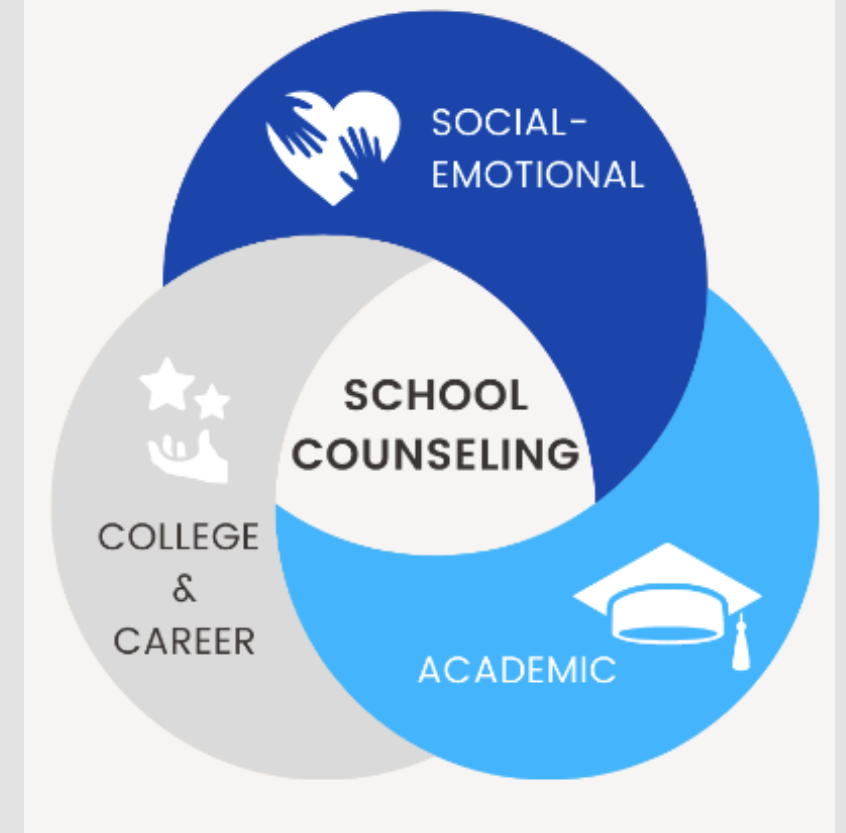 SOCIAL-
EMOTIONAL
SCHOOL
COUNSELING
COLLEGE
&
CAREER
ACADEMIC